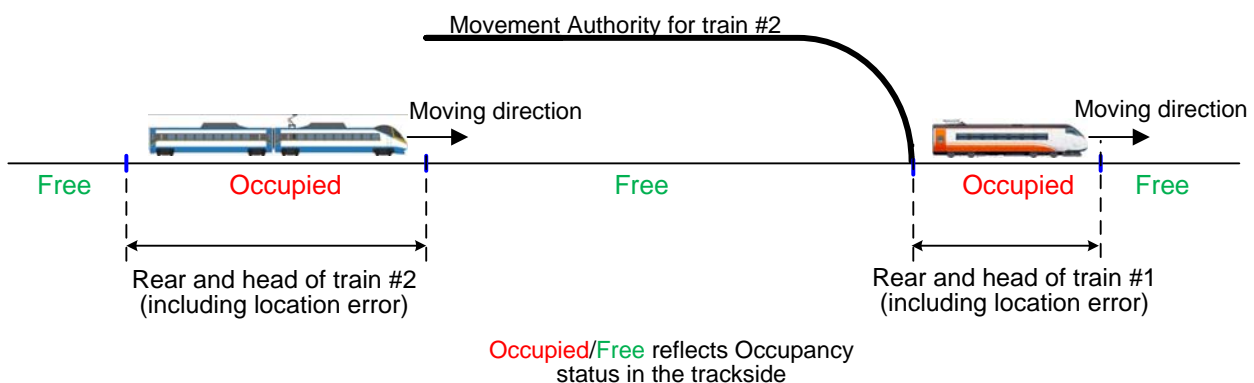 Movement Authority for train #2
Moving direction
Moving direction
Free
Occupied
Free
Occupied
Free
Rear and head of train #2
(including location error)
Rear and head of train #1
(including location error)
Occupied/Free reflects Occupancy
status in the trackside